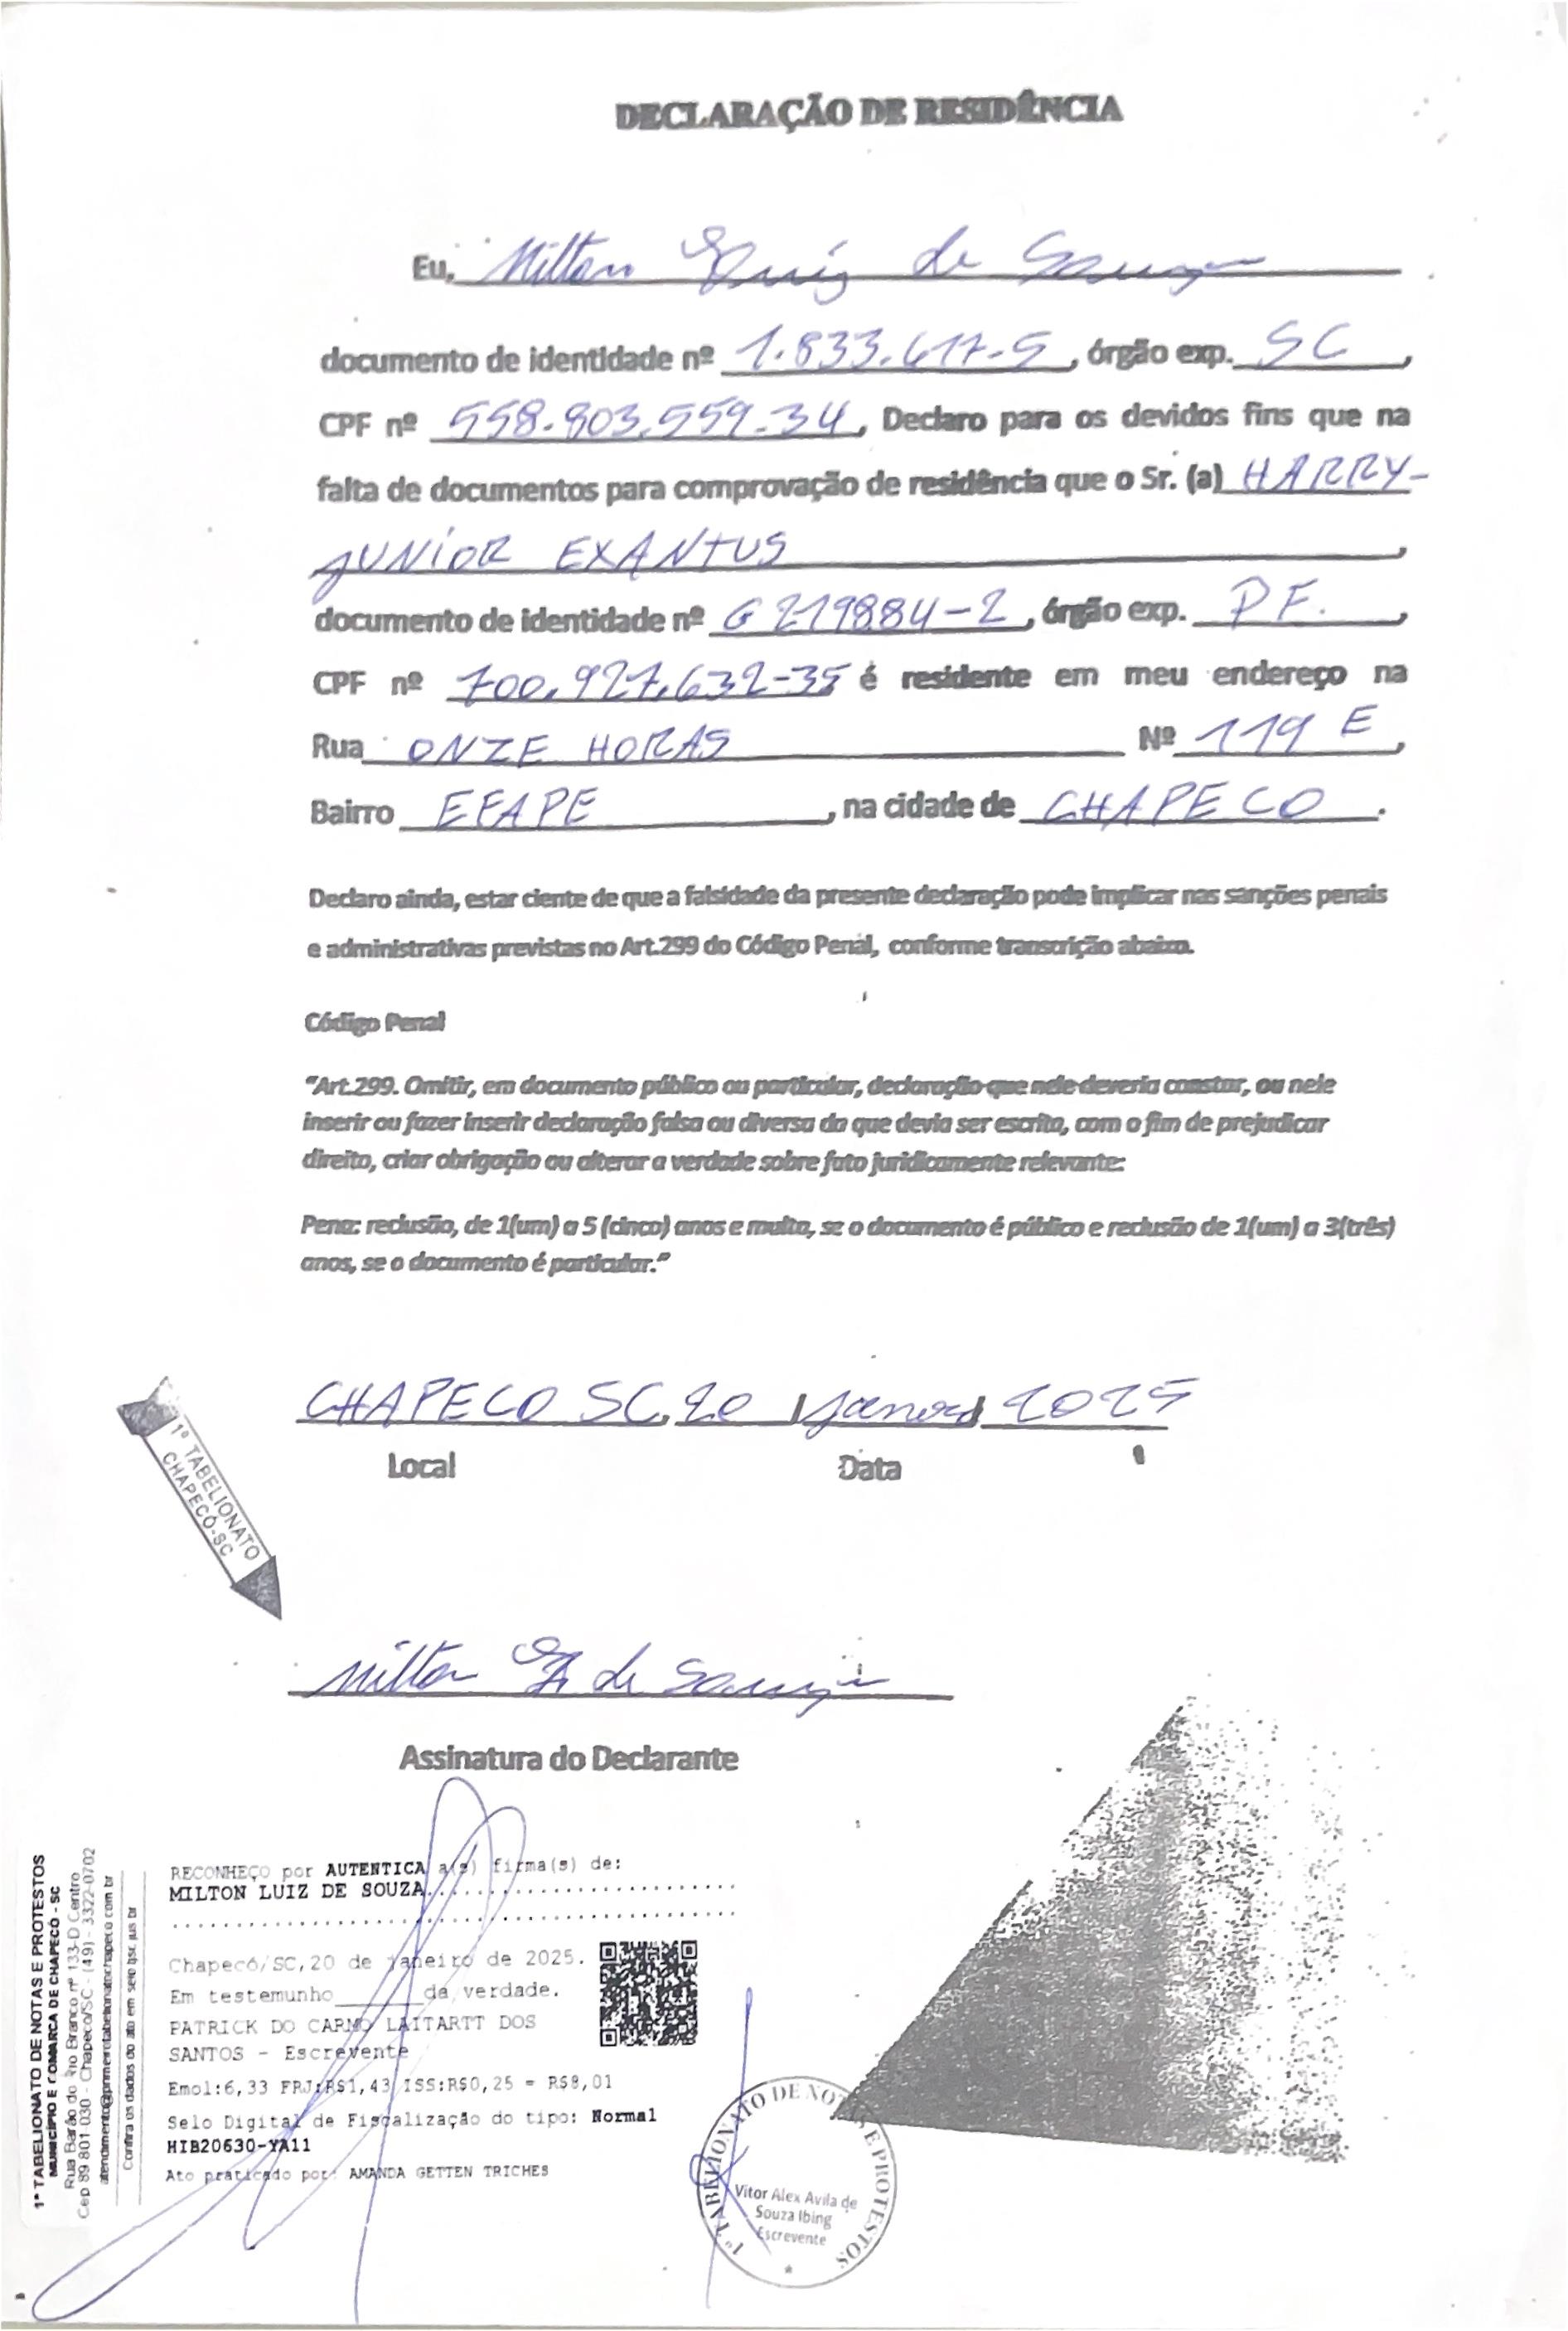 DECLARAÇÃO DE RESIDÊNCIA
Eu, Milton Luiz de Souza
documento de identidade nº 1.833.617-5, órgão exp. SC,
CPF nº 558.803.559-34, Declaro para os devidos fins que na
falta de documentos para comprovação de residência que o Sr. (a) HARRY-
JUNIOR EXANTUS,
documento de identidade nº G219884-2, órgão exp. P.F.,
CPF nº 700.927.632-35 é residente em meu endereço na
Rua ONZE HORAS Nº 119 E,
Bairro EFAPE, na cidade de CHAPECO.
Declaro ainda, estar ciente de que a falsidade da presente declaração pode implicar nas sanções penais
e administrativas previstas no Art.299 do Código Penal, conforme transcrição abaixo.
Código Penal
"Art.299. Omitir, em documento público ou particular, declaração que nele deveria constar, ou nele
inserir ou fazer inserir declaração falsa ou diversa da que devia ser escrita, com o fim de prejudicar
direito, criar obrigação ou alterar a verdade sobre fato juridicamente relevante:
Pena: reclusão, de 1(um) a 5 (cinco) anos e multa, se o documento é público e reclusão de 1(um) a 3(três)
anos, se o documento é particular."
CHAPECO SC, 20 / janeiro / 2025
Local Data
1º TABELIONATO
CHAPECÓ-SC
Milton L. de Souza
Assinatura do Declarante
1º TABELIONATO DE NOTAS E PROTESTOS
MUNICÍPIO E COMARCA DE CHAPECÓ - SC
Rua Barão do Rio Branco nº 133-D Centro
Cep 89 801-030 - Chapecó/SC - (49) - 3322-0702
Confira os dados do ato em selo tjsc jus br
RECONHEÇO por AUTENTICA a(s) firma(s) de:
MILTON LUIZ DE SOUZA
Chapecó/SC, 20 de janeiro de 2025.
Em testemunho______da verdade.
PATRICK DO CARMO LAITARTT DOS
SANTOS - Escrevente
Emol:6,33 FRJ:R$1,43 ISS:R$0,25 = R$8,01
Selo Digital de Fiscalização do tipo: Normal
HIB20630-YA11
Ato praticado por: AMANDA GETTEN TRICHES
1º TABELIONATO DE NOTAS E PROTESTOS
Vitor Alex Avila de
Souza Ibing
Escrevente